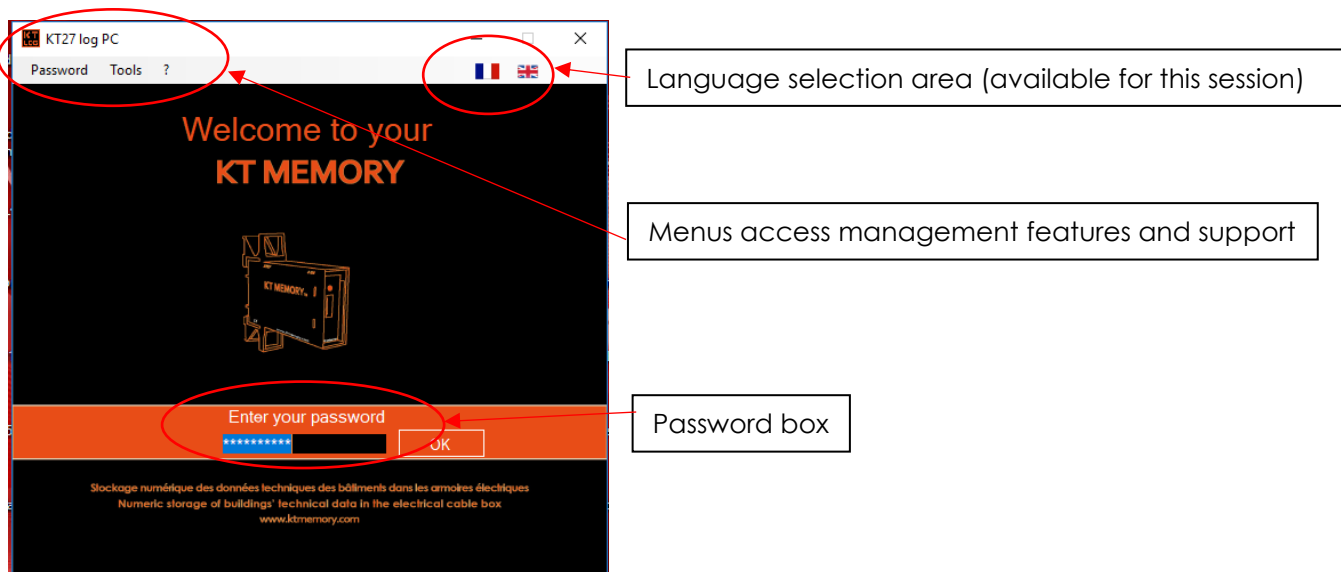 KT LCG KT27 log PC
Password Tools ?
Language selection area (available for this session)
Welcome to your
KT MEMORY
Menus access management features and support
KT MEMORY
Enter your password
********** OK
Password box
Stockage numérique des données techniques des bâtiments dans les armoires électriques
Numeric storage of buildings' technical data in the electrical cable box
www.ktmemory.com